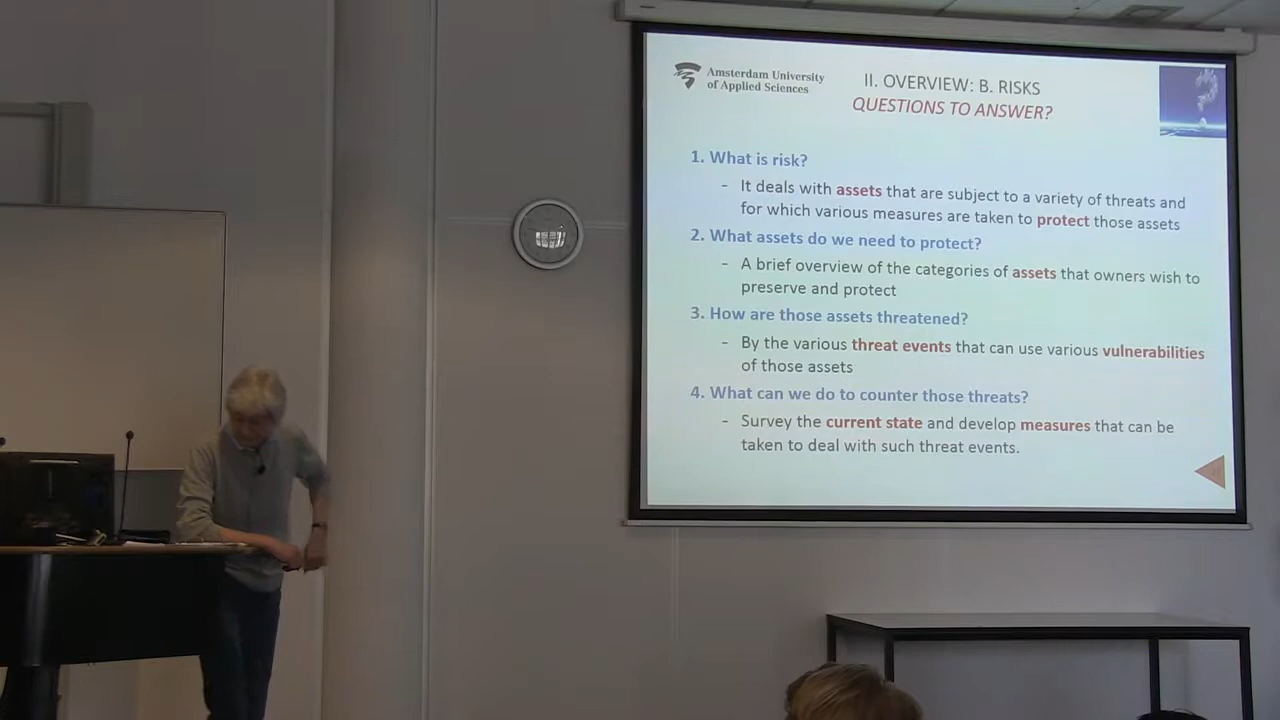 Amsterdam University
of Applied Sciences
II. OVERVIEW: B. RISKS
QUESTIONS TO ANSWER?
1. What is risk?
- It deals with assets that are subject to a variety of threats and
for which various measures are taken to protect those assets
2. What assets do we need to protect?
- A brief overview of the categories of assets that owners wish to
preserve and protect
3. How are those assets threatened?
- By the various threat events that can use various vulnerabilities
of those assets
4. What can we do to counter those threats?
- Survey the current state and develop measures that can be
taken to deal with such threat events.